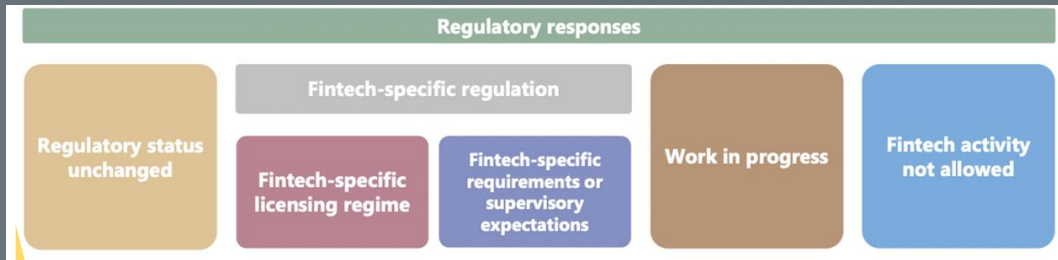 Regulatory responses
Regulatory status
unchanged
Fintech-specific regulation
Fintech-specific
licensing regime
Fintech-specific
requirements or
supervisory
expectations
Work in progress
Fintech activity
not allowed